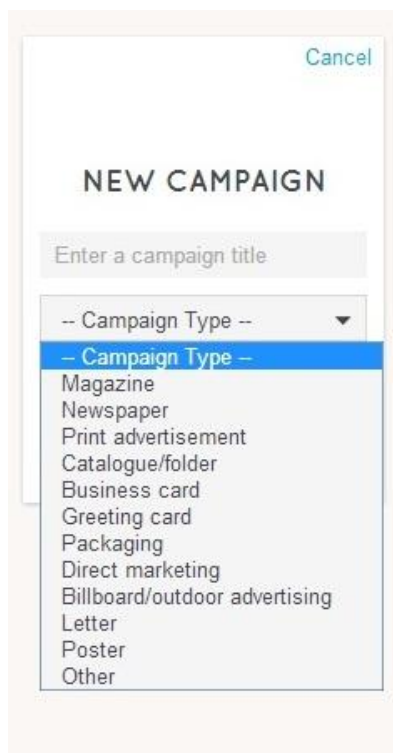 Cancel
NEW CAMPAIGN
Enter a campaign title
-- Campaign Type --
-- Campaign Type --
Magazine
Newspaper
Print advertisement
Catalogue/folder
Business card
Greeting card
Packaging
Direct marketing
Billboard/outdoor advertising
Letter
Poster
Other